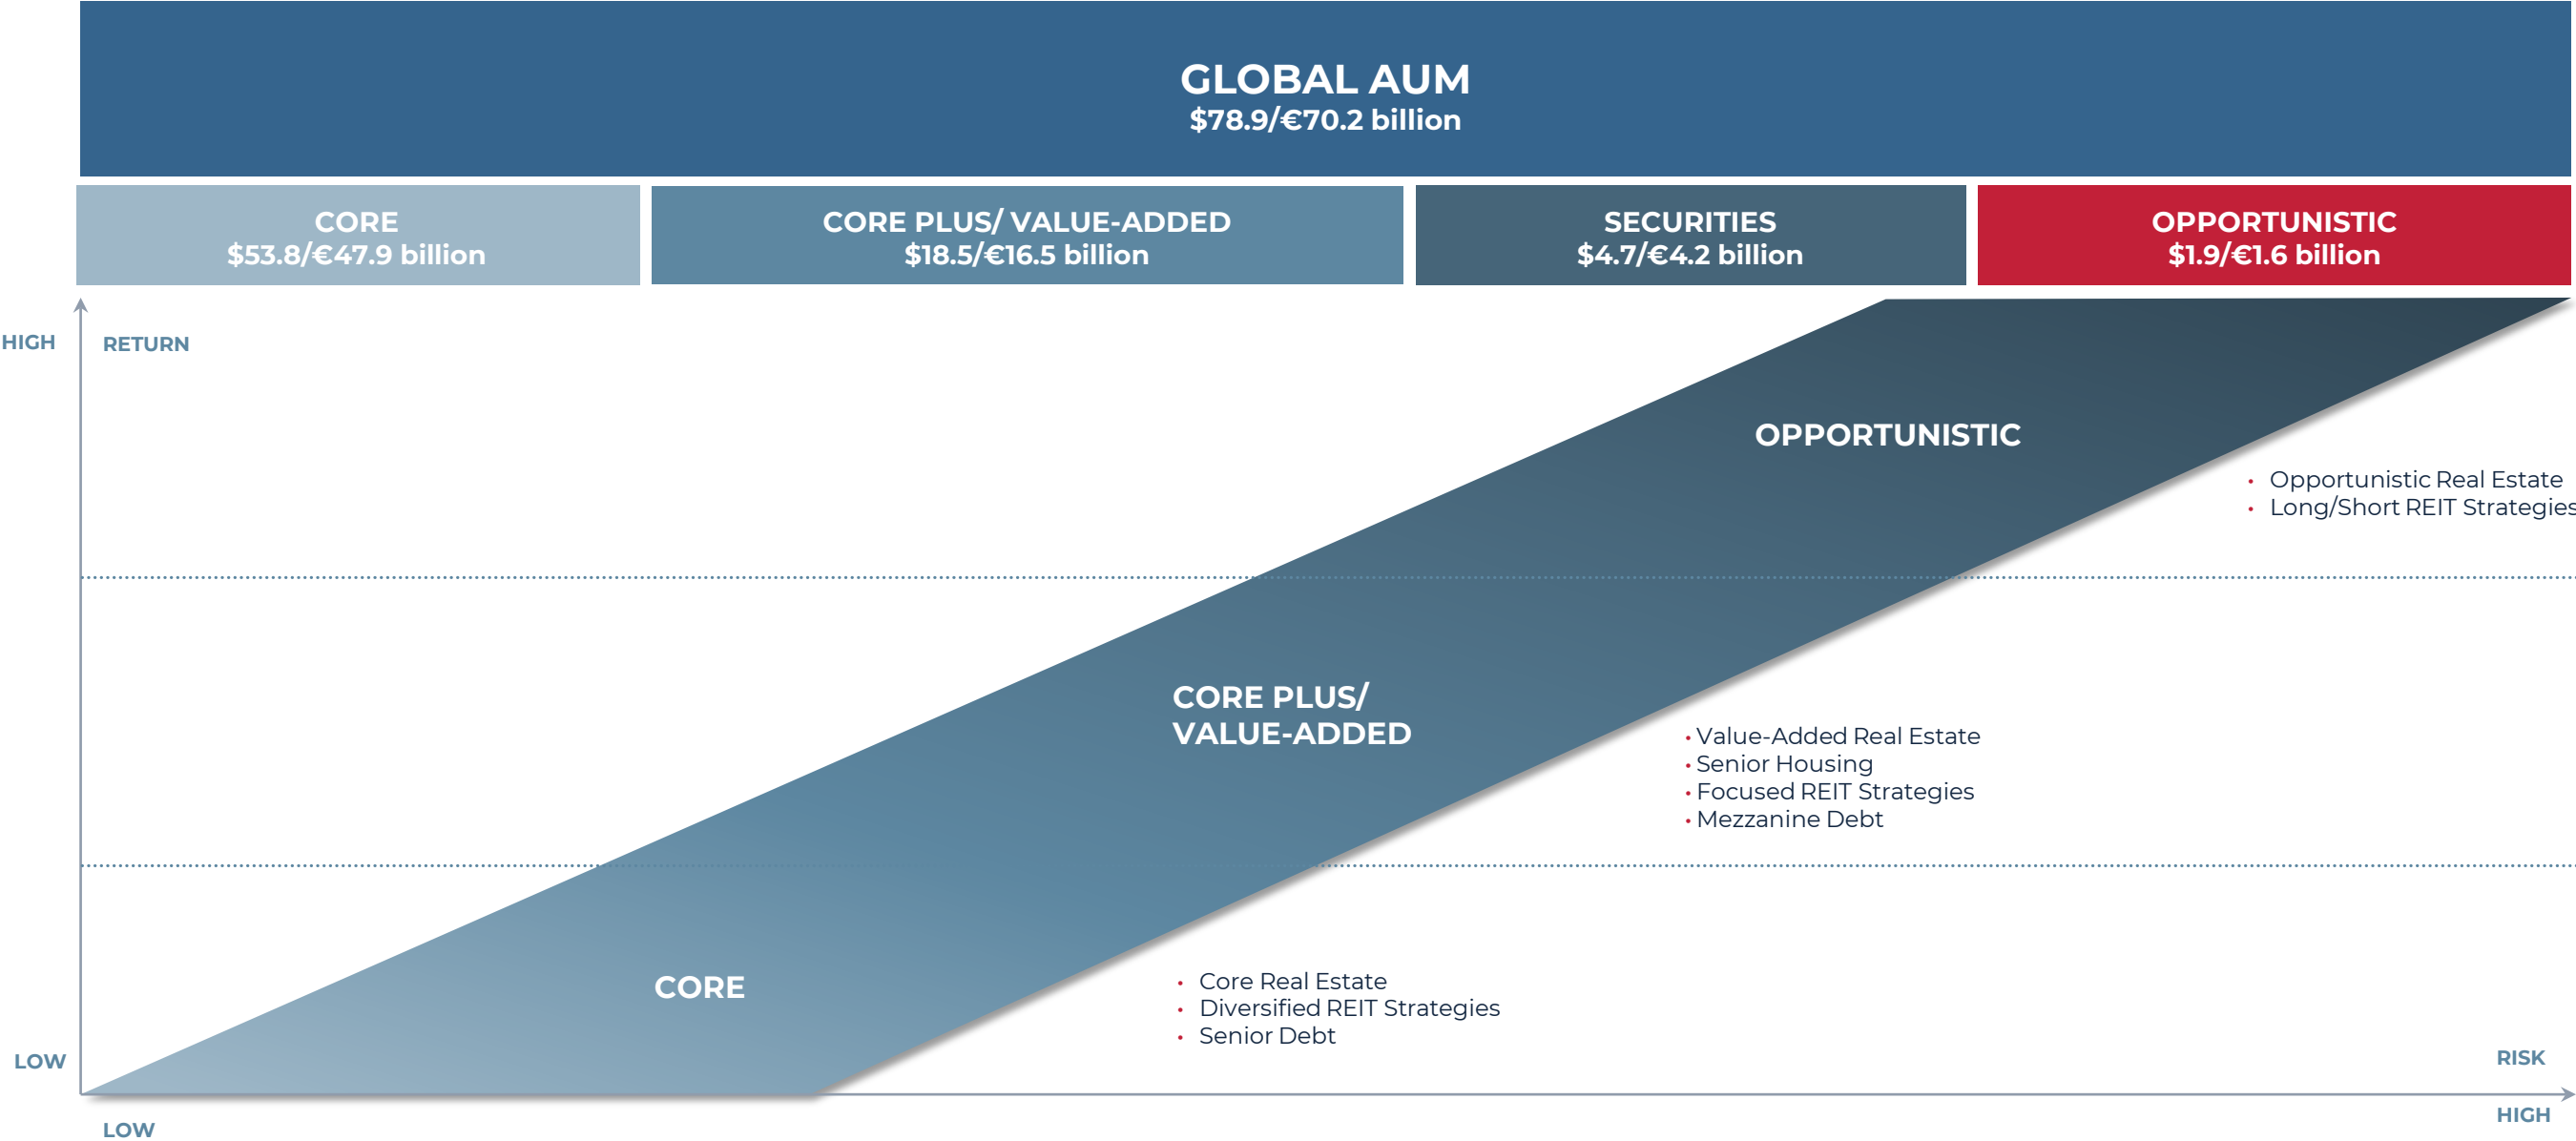 GLOBAL AUM
$78.9/€70.2 billion
CORE
$53.8/€47.9 billion
CORE PLUS/ VALUE-ADDED
$18.5/€16.5 billion
SECURITIES
$4.7/€4.2 billion
OPPORTUNISTIC
$1.9/€1.6 billion
HIGH
RETURN
OPPORTUNISTIC
• Opportunistic Real Estate
• Long/Short REIT Strategies
CORE PLUS/
VALUE-ADDED
• Value-Added Real Estate
• Senior Housing
• Focused REIT Strategies
• Mezzanine Debt
CORE
• Core Real Estate
• Diversified REIT Strategies
• Senior Debt
LOW
RISK
LOW
HIGH